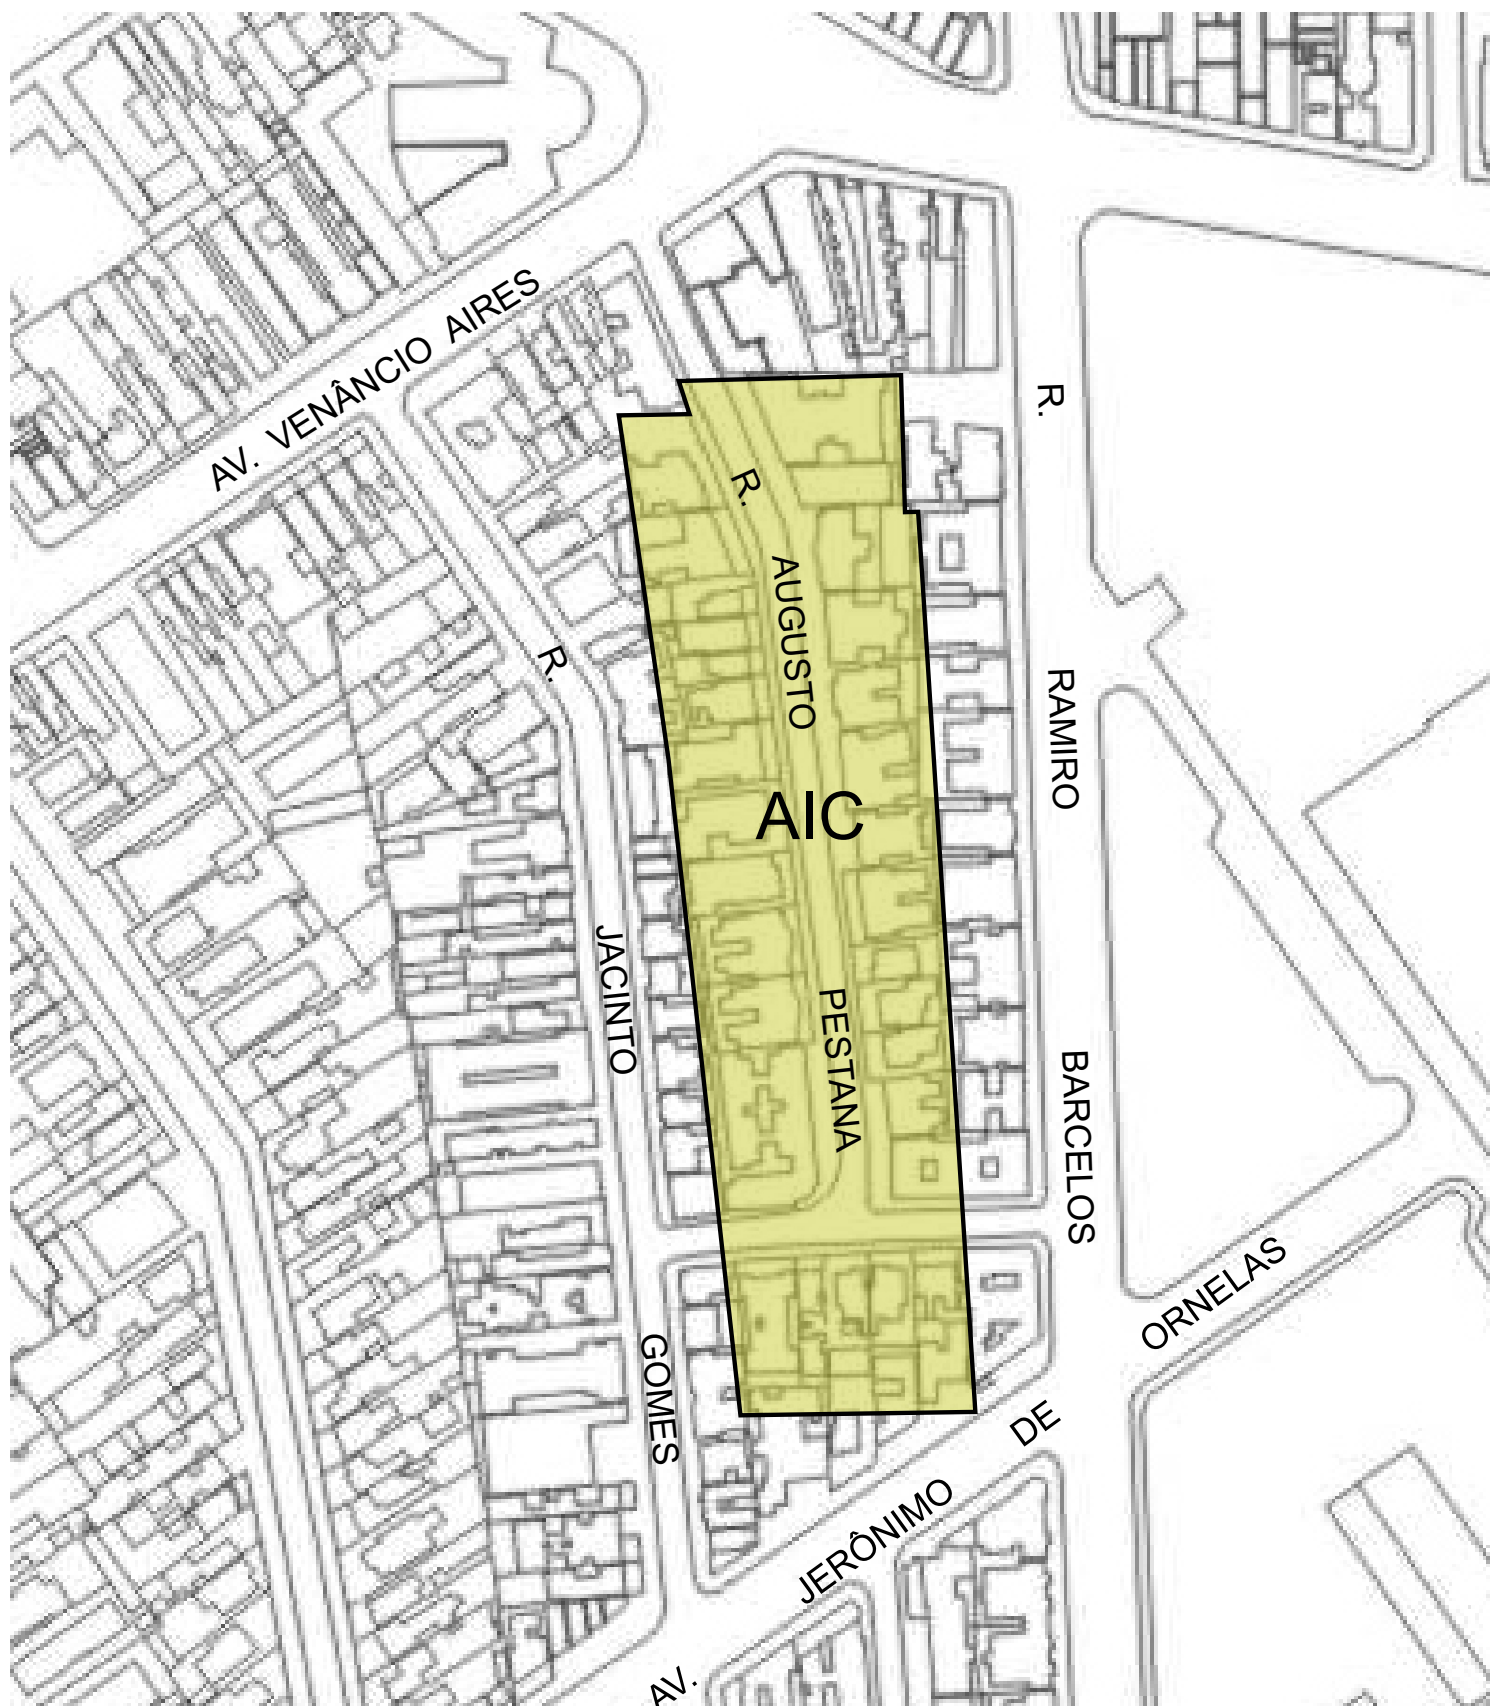 AV. VENÂNCIO AIRES
R. AUGUSTO PESTANA
R. RAMIRO BARCELOS
R. JACINTO GOMES
AIC
AV. JERÔNIMO DE ORNELAS